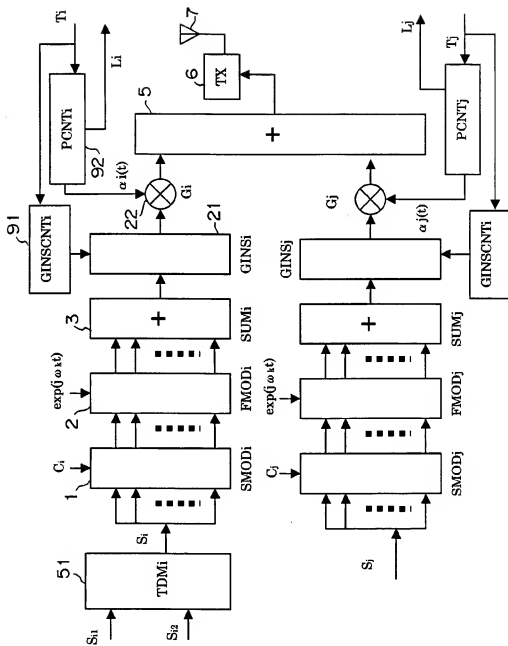 Ti
Li
PCNTi
92
αi(t)
91
GINSCNTi
22
Gi
21
GINSi
3
+
SUMi
exp(jωkt)
2
FMODi
Ci
1
SMODi
Si
51
TDMi
Si1
Si2
7
6
TX
5
+
Lj
Tj
PCNTj
αj(t)
Gj
GINSj
GINSCNTi
+
SUMj
exp(jωkt)
FMODj
Cj
SMODj
Sj